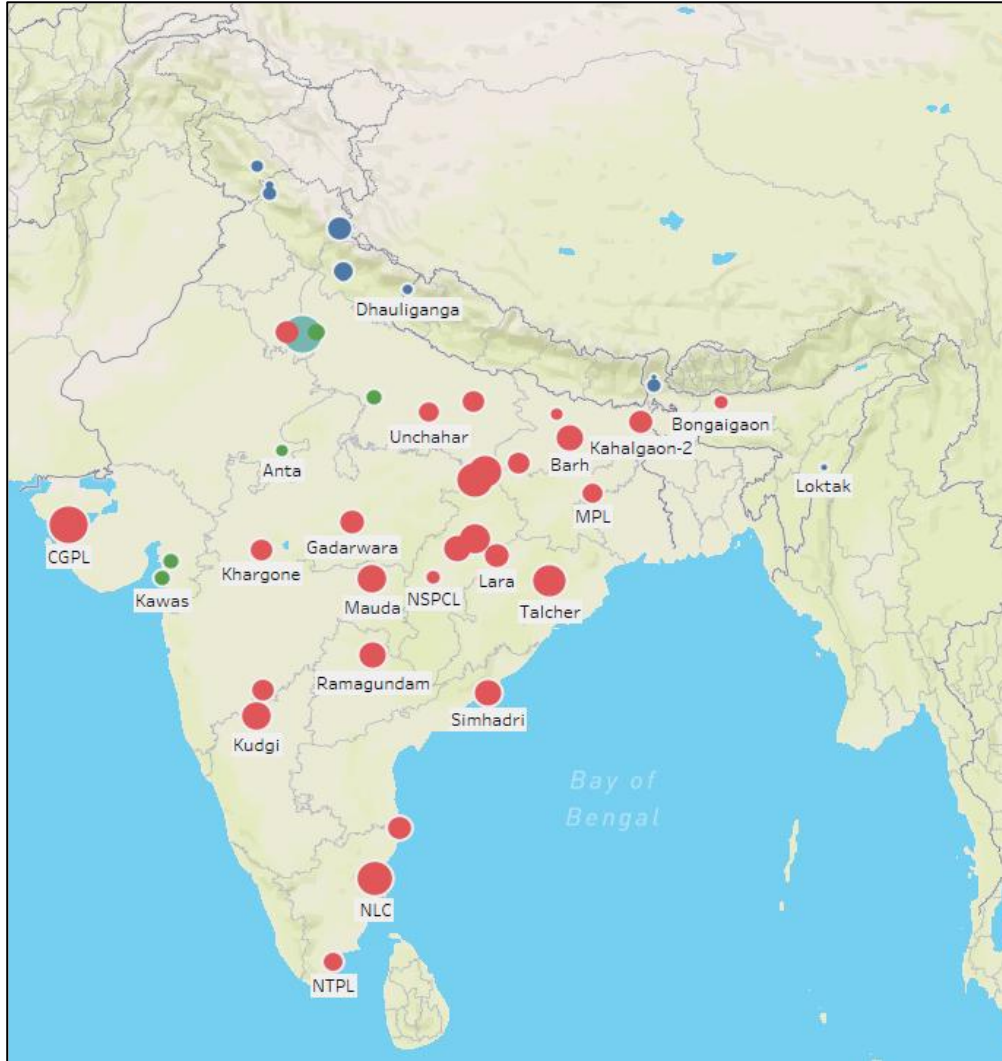 Dhauliganga
Unchahar
Bongaigaon
Kahalgaon-2
Barh
Anta
Loktak
MPL
CGPL
Gadarwara
Khargone
Kawas
Lara
NSPCL
Mauda
Talcher
Ramagundam
Simhadri
Kudgi
Bay of
Bengal
NLC
NTPL